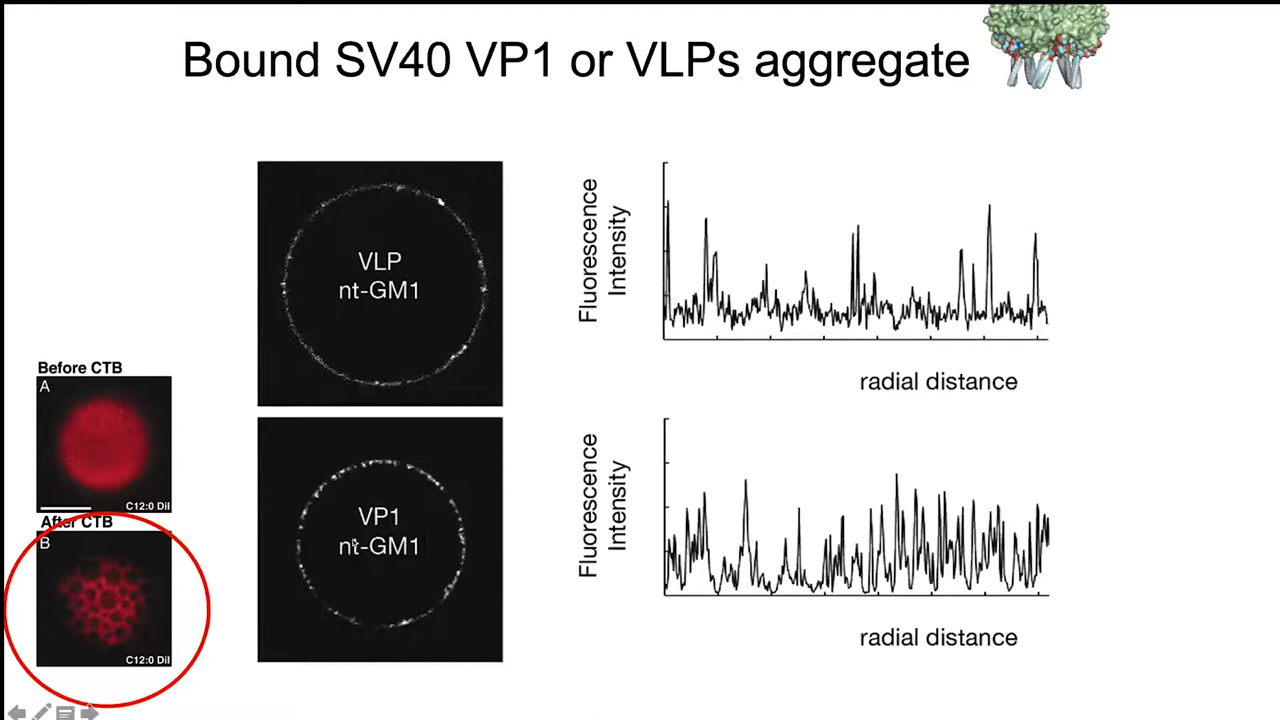 Bound SV40 VP1 or VLPs aggregate
VLP
nt-GM1
Fluorescence
Intensity
radial distance
Before CTB
A
C12:0 DiI
After CTB
B
C12:0 DiI
VP1
nt-GM1
Fluorescence
Intensity
radial distance